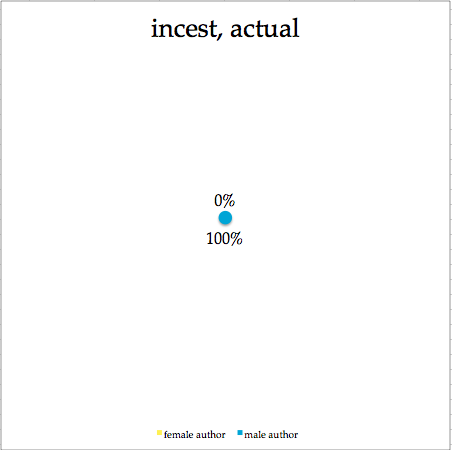 incest, actual
0%
100%
female author male author